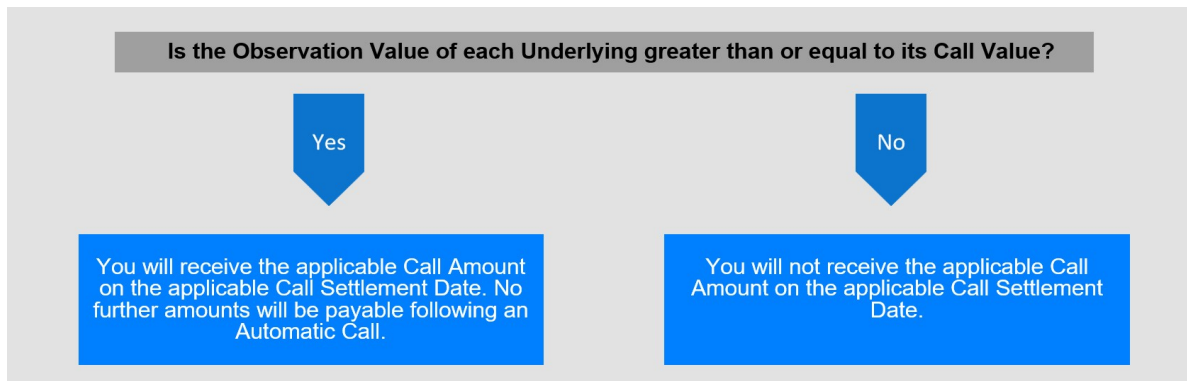 Is the Observation Value of each Underlying greater than or equal to its Call Value?
Yes
No
You will receive the applicable Call Amount
on the applicable Call Settlement Date. No
further amounts will be payable following an
Automatic Call.
You will not receive the applicable Call
Amount on the applicable Call Settlement
Date.